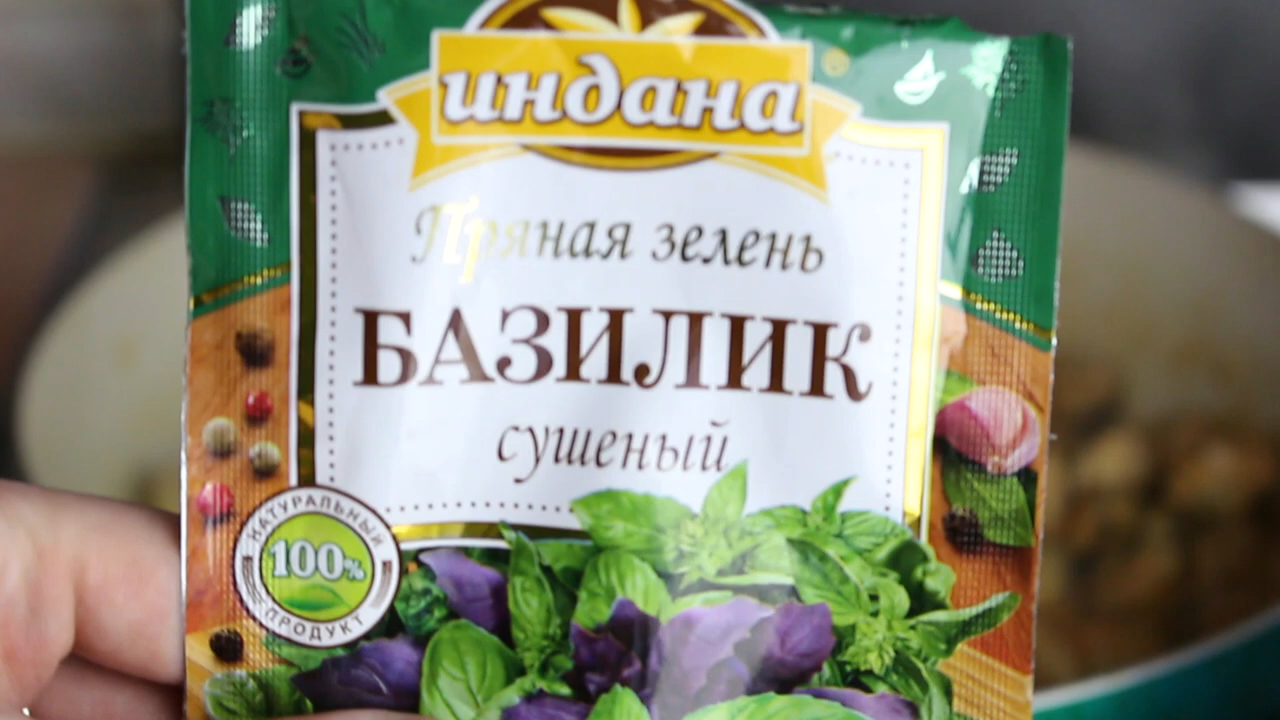 индана
Пряная зелень
БАЗИЛИК
сушеный
НАТУРАЛЬНЫЙ
100%
ПРОДУКТ